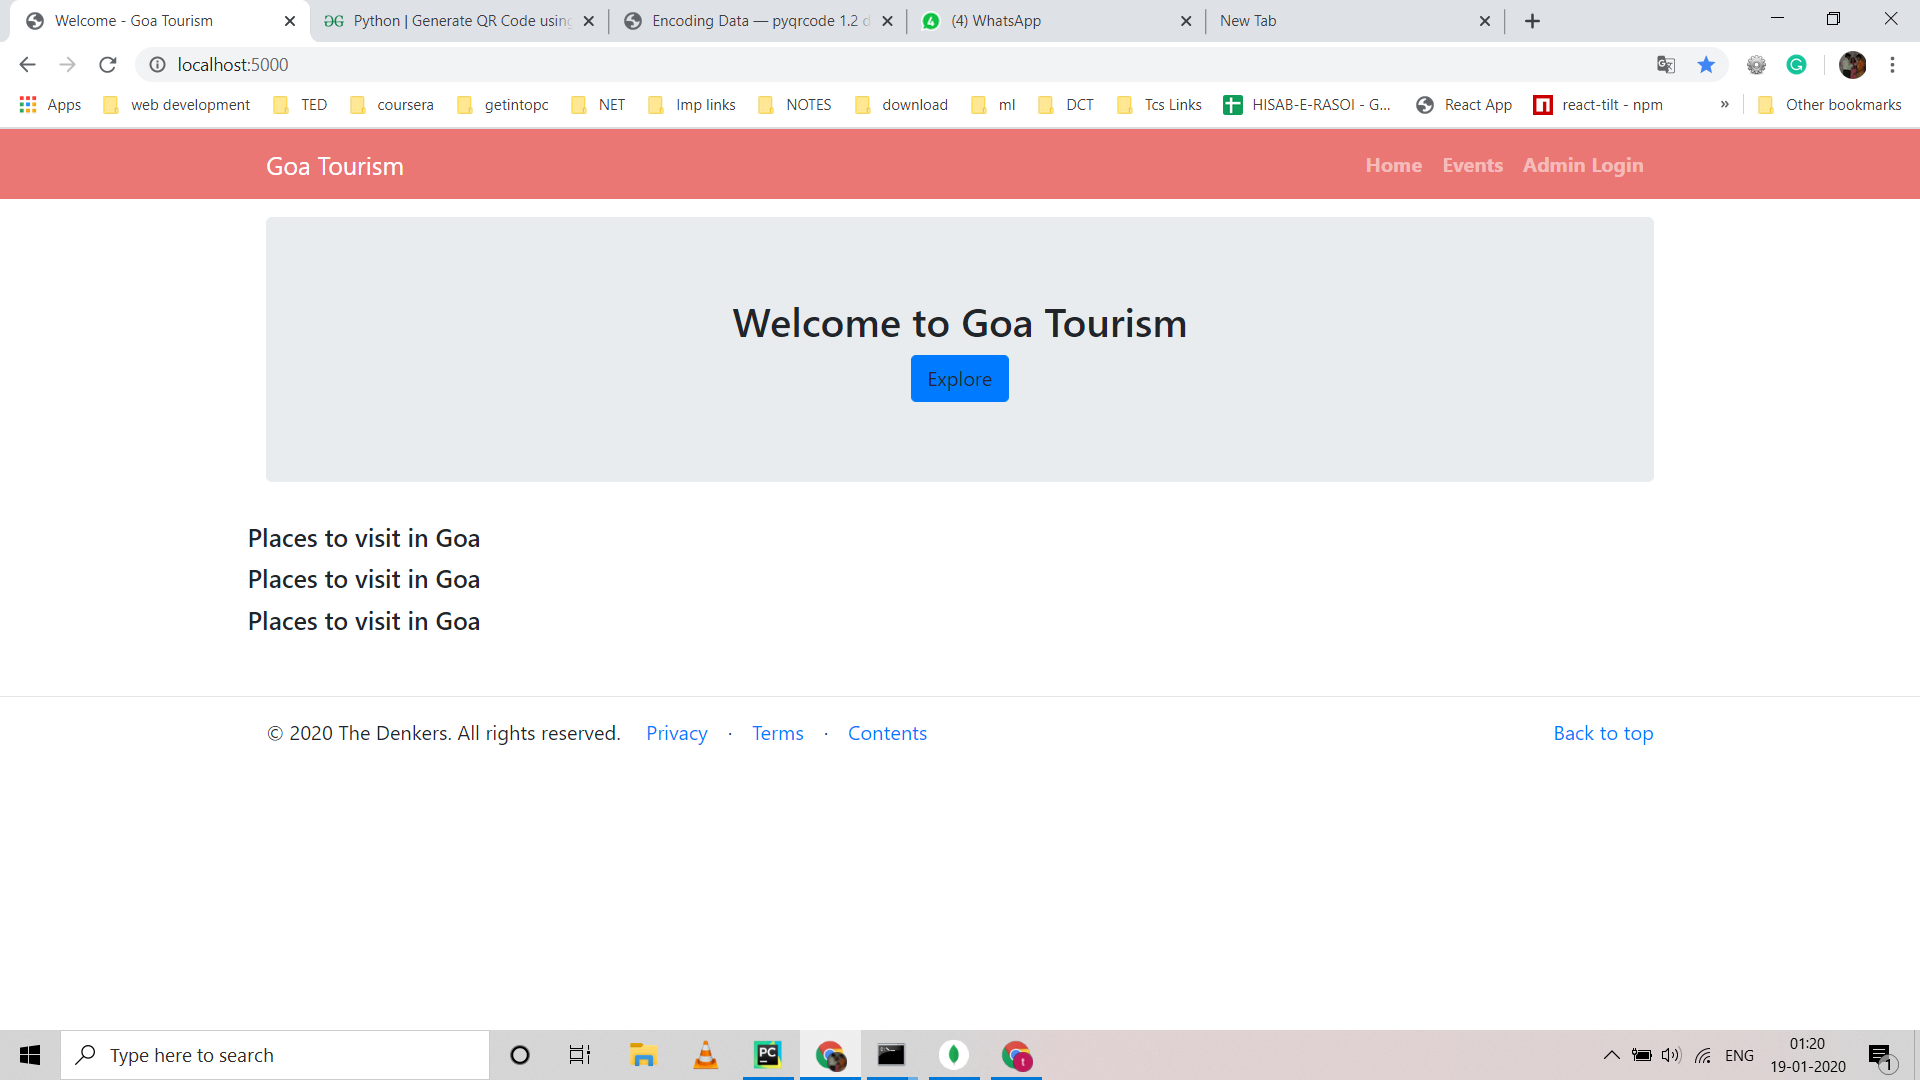 Welcome - Goa Tourism
Python | Generate QR Code using
Encoding Data — pyqrcode 1.2 d
4 (4) WhatsApp
New Tab
localhost:5000
Apps web development TED coursera getintopc NET Imp links NOTES download ml DCT Tcs Links HISAB-E-RASOI - G... React App react-tilt - npm » Other bookmarks
Goa Tourism Home Events Admin Login
Welcome to Goa Tourism
Explore
Places to visit in Goa
Places to visit in Goa
Places to visit in Goa
© 2020 The Denkers. All rights reserved. Privacy · Terms · Contents Back to top
Type here to search
PC
t
ENG
01:20
19-01-2020
1